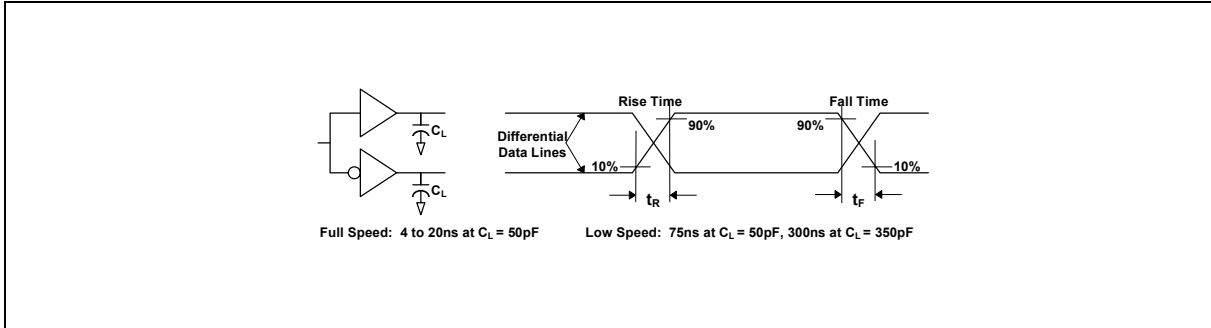 Rise Time
Fall Time
C_L
Differential
Data Lines
90%
90%
10%
10%
C_L
t_R
t_F
Full Speed: 4 to 20ns at C_L = 50pF
Low Speed: 75ns at C_L = 50pF, 300ns at C_L = 350pF